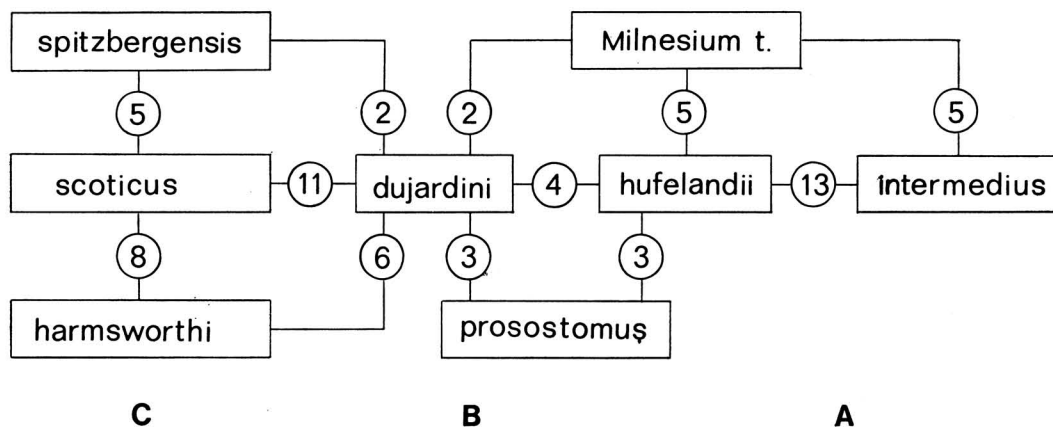 spitzbergensis Milnesium t.
5 2 2 5 5
scoticus 11 dujardini 4 hufelandii 13 intermedius
8 6 3 3
harmsworthi prosostomuş
C B A